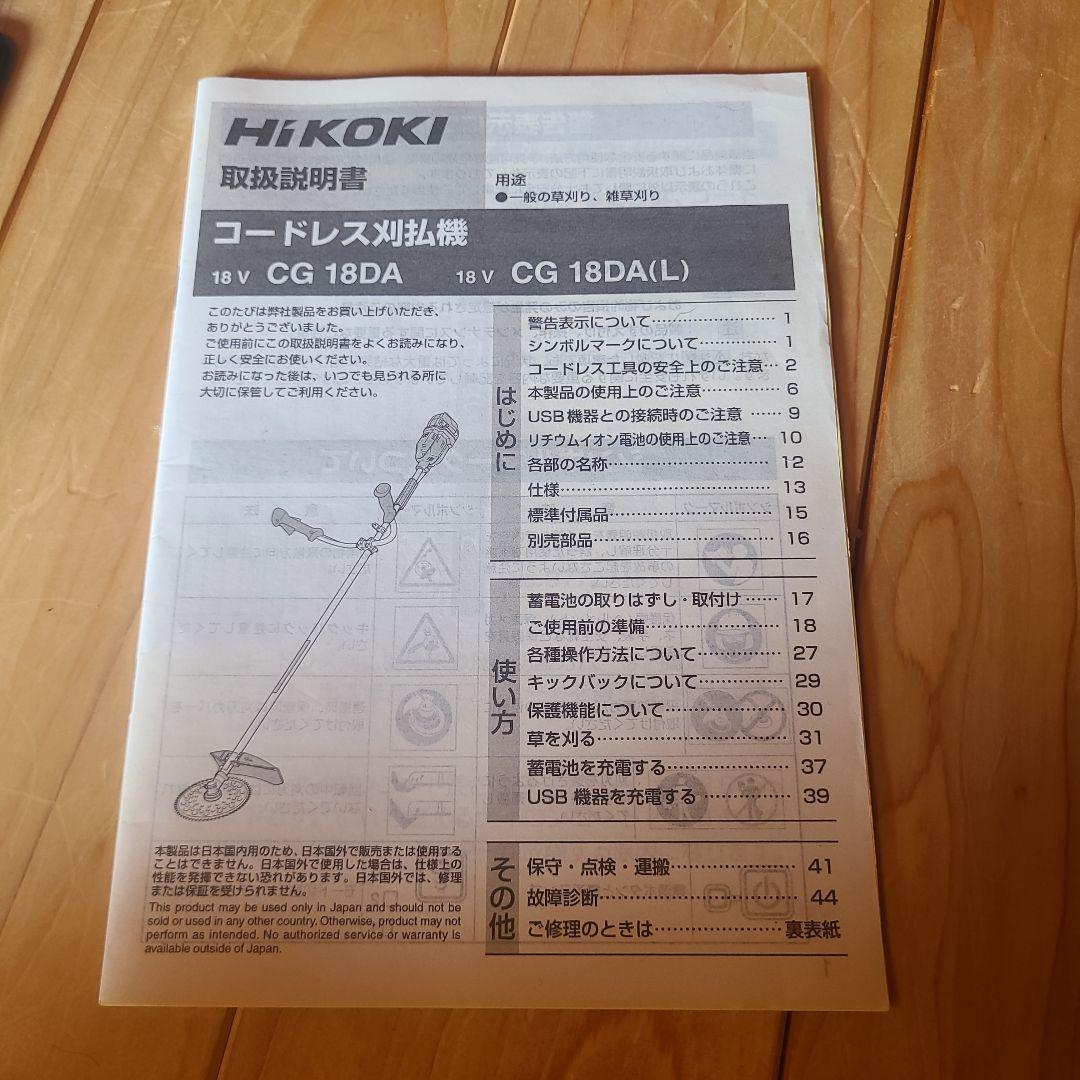 HiKOKI
取扱説明書
用途
●一般の草刈り、雑草刈り
コードレス刈払機
18 V CG 18DA 18 V CG 18DA(L)
このたびは弊社製品をお買い上げいただき、
ありがとうございました。
ご使用前にこの取扱説明書をよくお読みになり、
正しく安全にお使いください。
お読みになった後は、いつでも見られる所に
大切に保管してご利用ください。
はじめに
警告表示について…………………… 1
シンボルマークについて…………… 1
コードレス工具の安全上のご注意… 2
本製品の使用上のご注意…………… 6
USB機器との接続時のご注意 …… 9
リチウムイオン電池の使用上のご注意… 10
各部の名称…………………………… 12
仕様…………………………………… 13
標準付属品…………………………… 15
別売部品……………………………… 16
使い方
蓄電池の取りはずし・取付け…… 17
ご使用前の準備…………………… 18
各種操作方法について…………… 27
キックバックについて…………… 29
保護機能について………………… 30
草を刈る…………………………… 31
蓄電池を充電する………………… 37
USB 機器を充電する …………… 39
その他
保守・点検・運搬………………… 41
故障診断…………………………… 44
ご修理のときは………………裏表紙
本製品は日本国内用のため、日本国外で販売または使用する
ことはできません。日本国外で使用した場合は、仕様上の
性能を発揮できない恐れがあります。日本国外では、修理
または保証を受けられません。
This product may be used only in Japan and should not be
sold or used in any other country. Otherwise, product may not
perform as intended. No authorized service or warranty is
available outside of Japan.